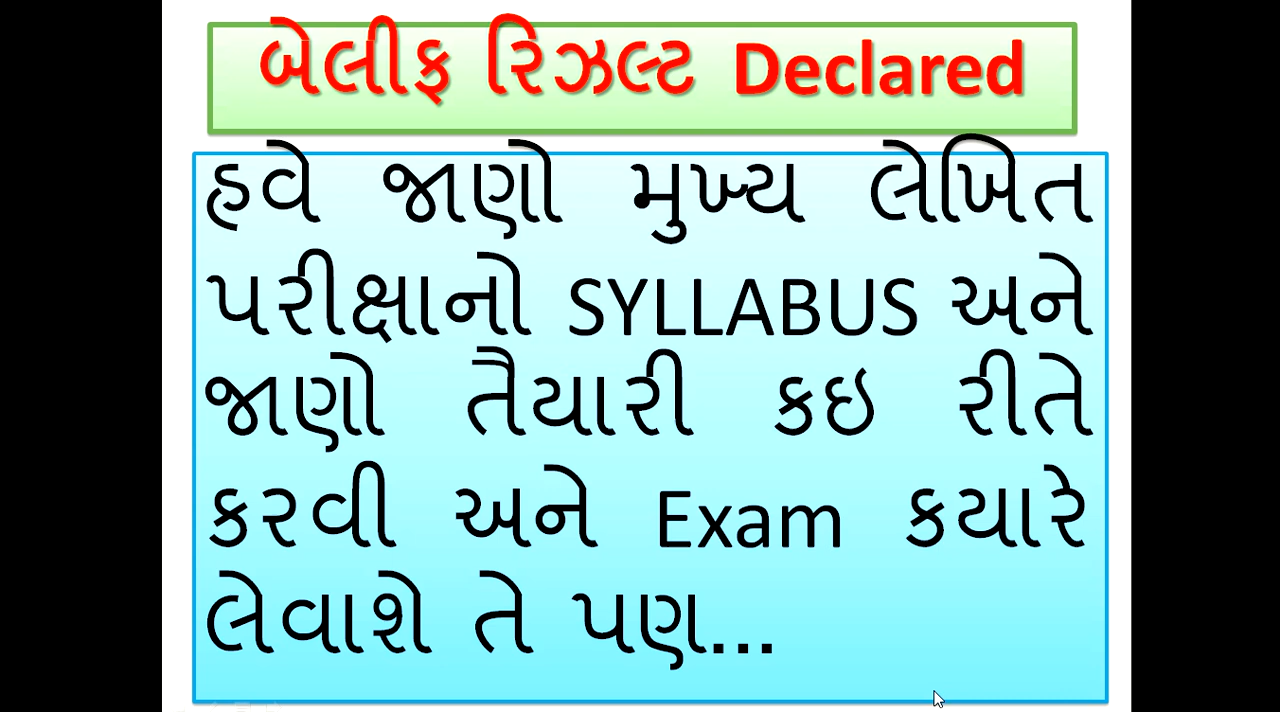 બેલીફ રિઝલ્ટ Declared
હવે જાણો મુખ્ય લેખિત
પરીક્ષાનો SYLLABUS અને
જાણો તૈયારી કઇ રીતે
કરવી અને Exam કયારે
લેવાશે તે પણ...